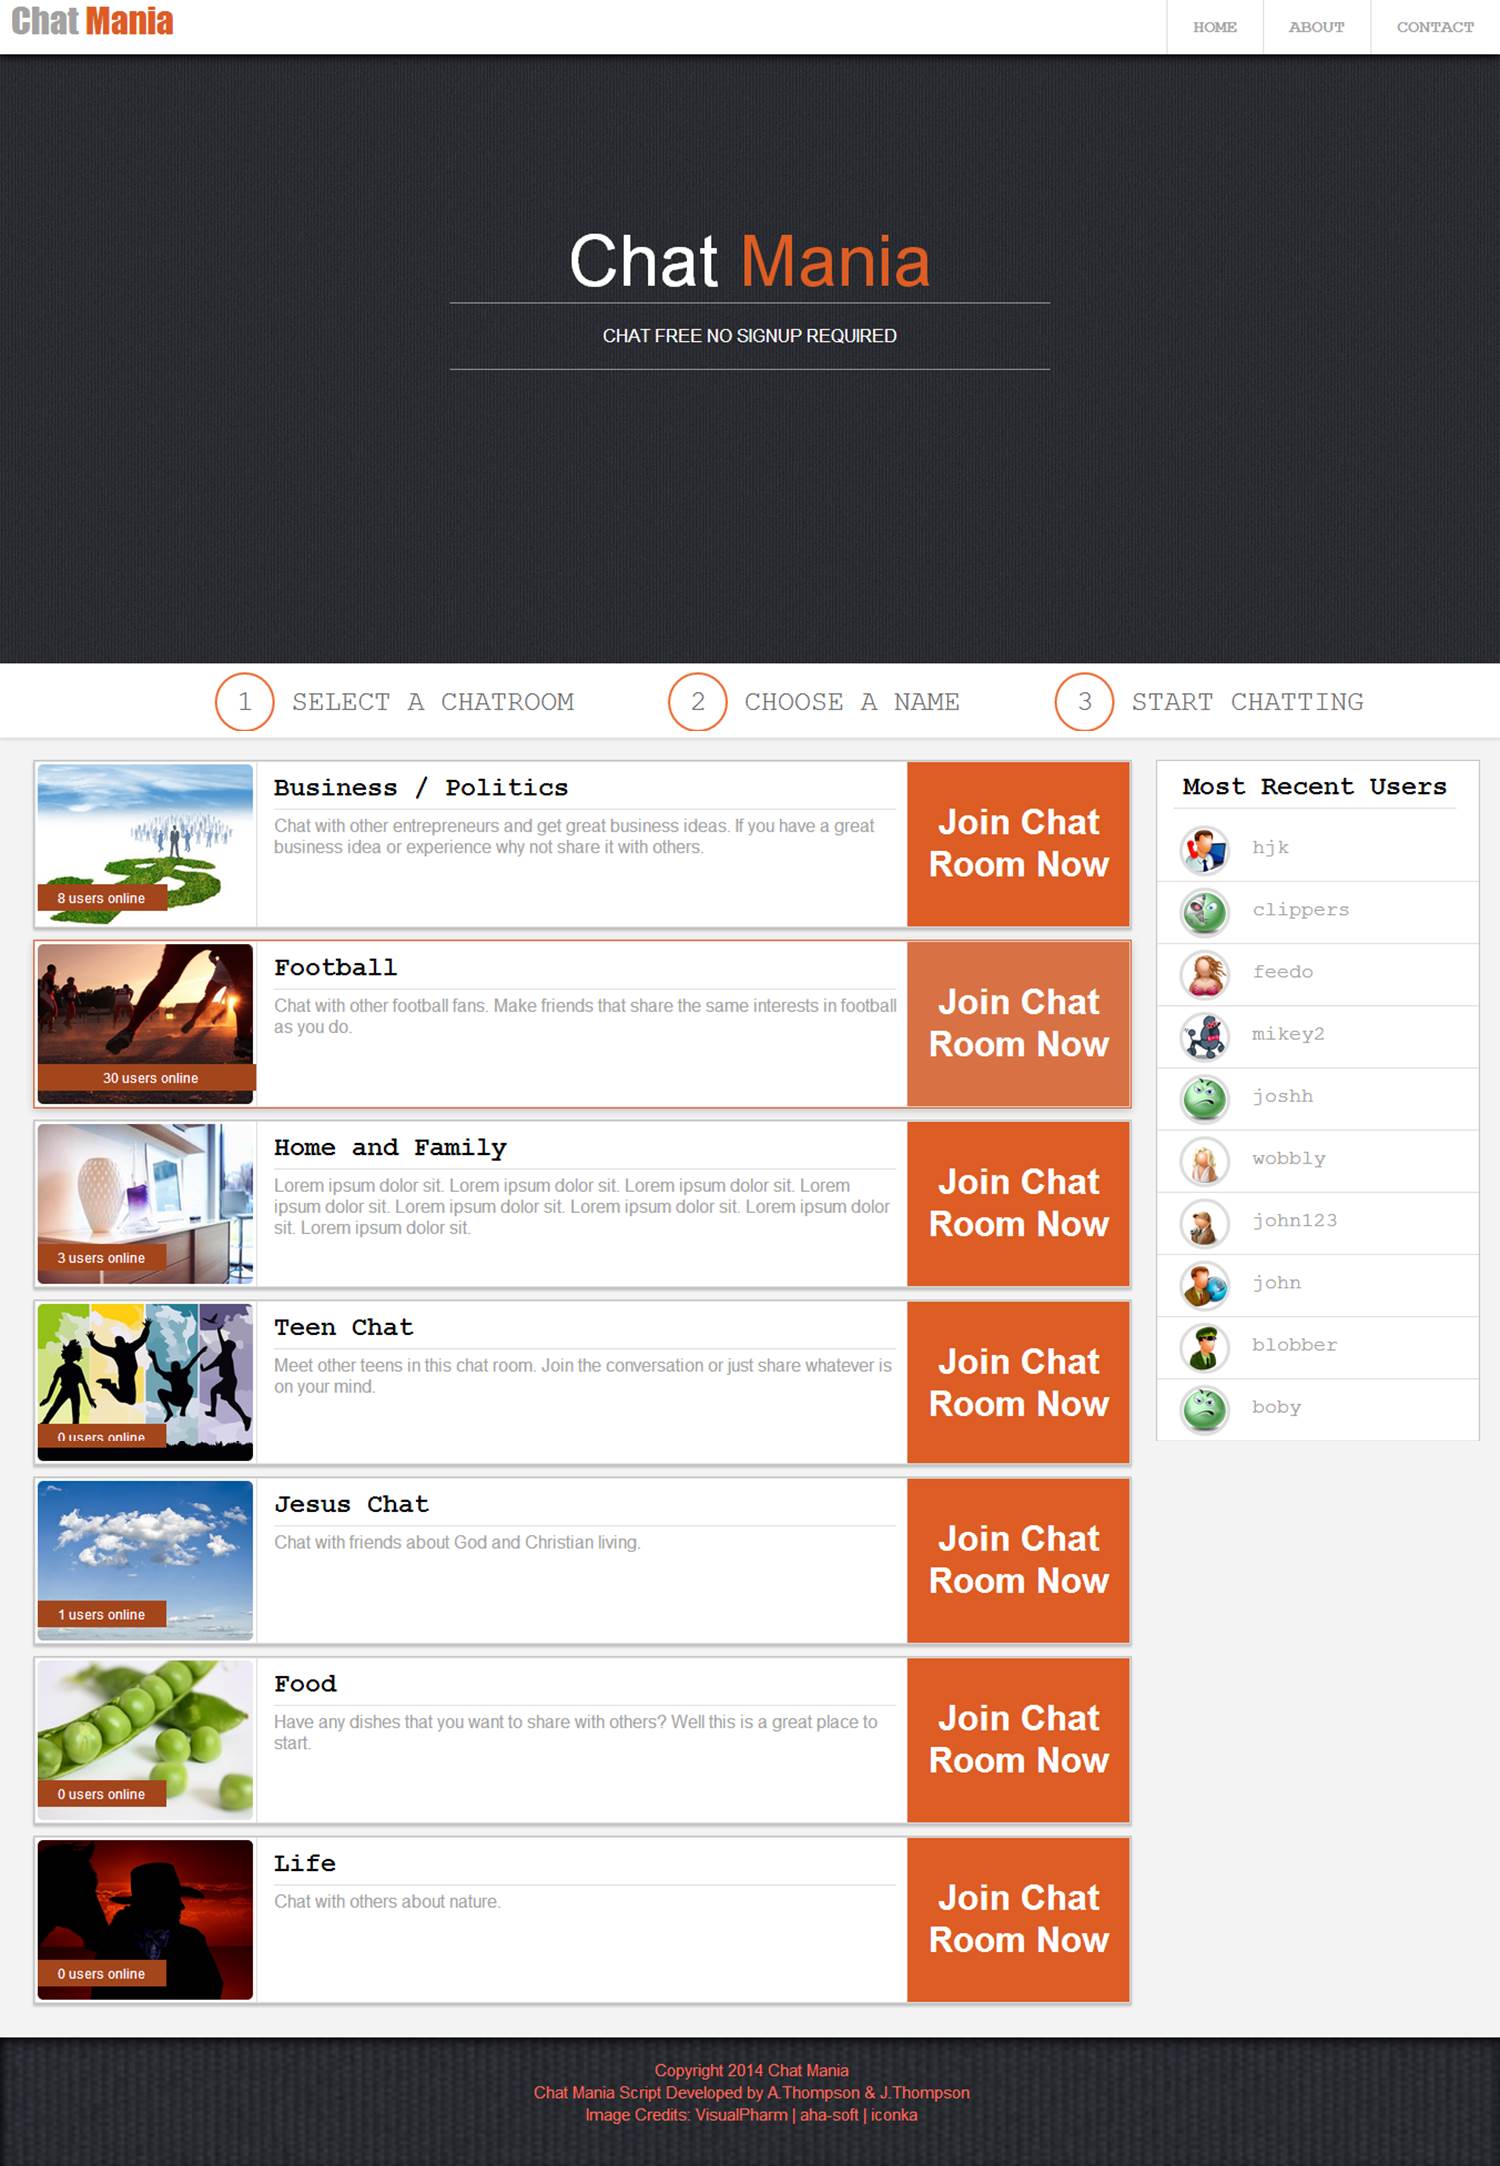 Chat Mania
HOME
ABOUT
CONTACT
Chat Mania
CHAT FREE NO SIGNUP REQUIRED
1 SELECT A CHATROOM
2 CHOOSE A NAME
3 START CHATTING
Business / Politics
Chat with other entrepreneurs and get great business ideas. If you have a great
business idea or experience why not share it with others.
8 users online
Join Chat
Room Now
Football
Chat with other football fans. Make friends that share the same interests in football
as you do.
30 users online
Join Chat
Room Now
Home and Family
Lorem ipsum dolor sit. Lorem ipsum dolor sit. Lorem ipsum dolor sit. Lorem
ipsum dolor sit. Lorem ipsum dolor sit. Lorem ipsum dolor sit. Lorem ipsum dolor
sit. Lorem ipsum dolor sit.
3 users online
Join Chat
Room Now
Teen Chat
Meet other teens in this chat room. Join the conversation or just share whatever is
on your mind.
0 users online
Join Chat
Room Now
Jesus Chat
Chat with friends about God and Christian living.
1 users online
Join Chat
Room Now
Food
Have any dishes that you want to share with others? Well this is a great place to
start.
0 users online
Join Chat
Room Now
Life
Chat with others about nature.
0 users online
Join Chat
Room Now
Most Recent Users
hjk
clippers
feedo
mikey2
joshh
wobbly
john123
john
blobber
boby
Copyright 2014 Chat Mania
Chat Mania Script Developed by A.Thompson & J.Thompson
Image Credits: VisualPharm | aha-soft | iconka